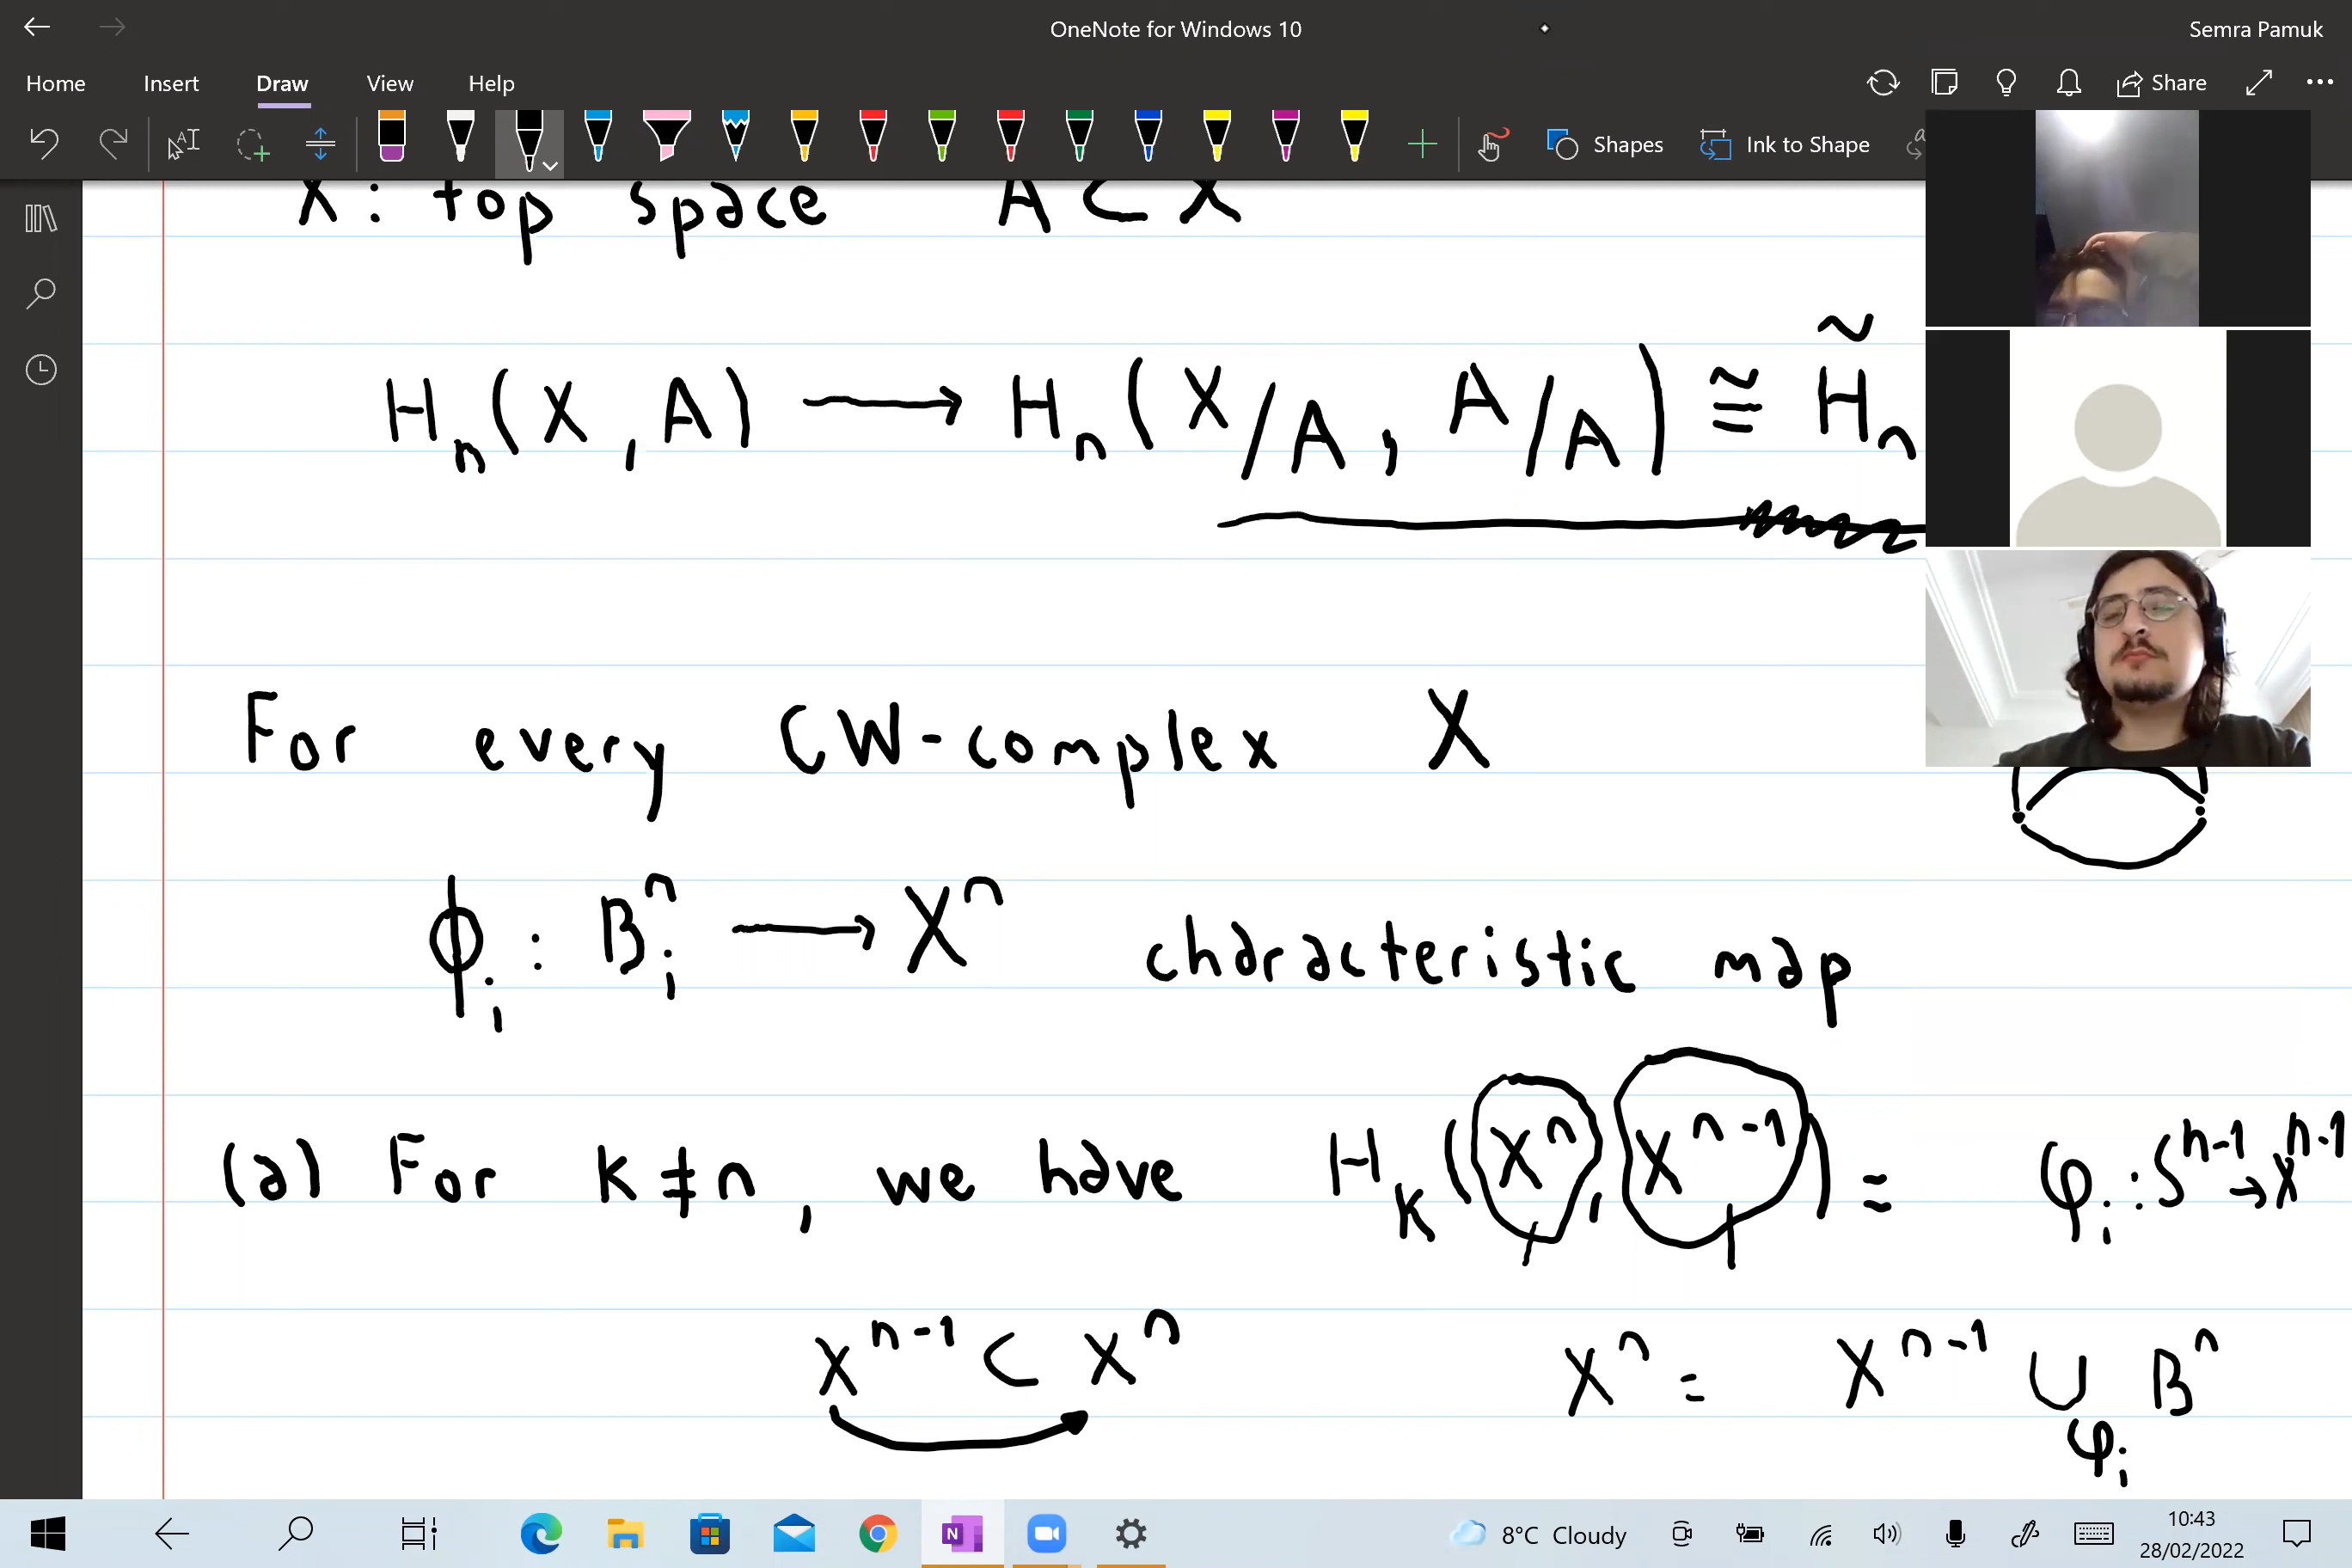 OneNote for Windows 10
Semra Pamuk
Home Insert Draw View Help
Share
Shapes Ink to Shape
X : top space A ⊂ X
Hₙ(X, A) ⟶ Hₙ(X/A, A/A) ≅ H̃ₙ
For every CW-complex X
ϕᵢ : Bᵢⁿ ⟶ Xⁿ characteristic map
(a) For k ≠ n, we have Hₖ(Xⁿ, Xⁿ⁻¹) = φᵢ : Sⁿ⁻¹ → Xⁿ⁻¹
Xⁿ⁻¹ ⊂ Xⁿ Xⁿ = Xⁿ⁻¹ ∪ Bⁿ
φᵢ
8°C Cloudy
10:43
28/02/2022